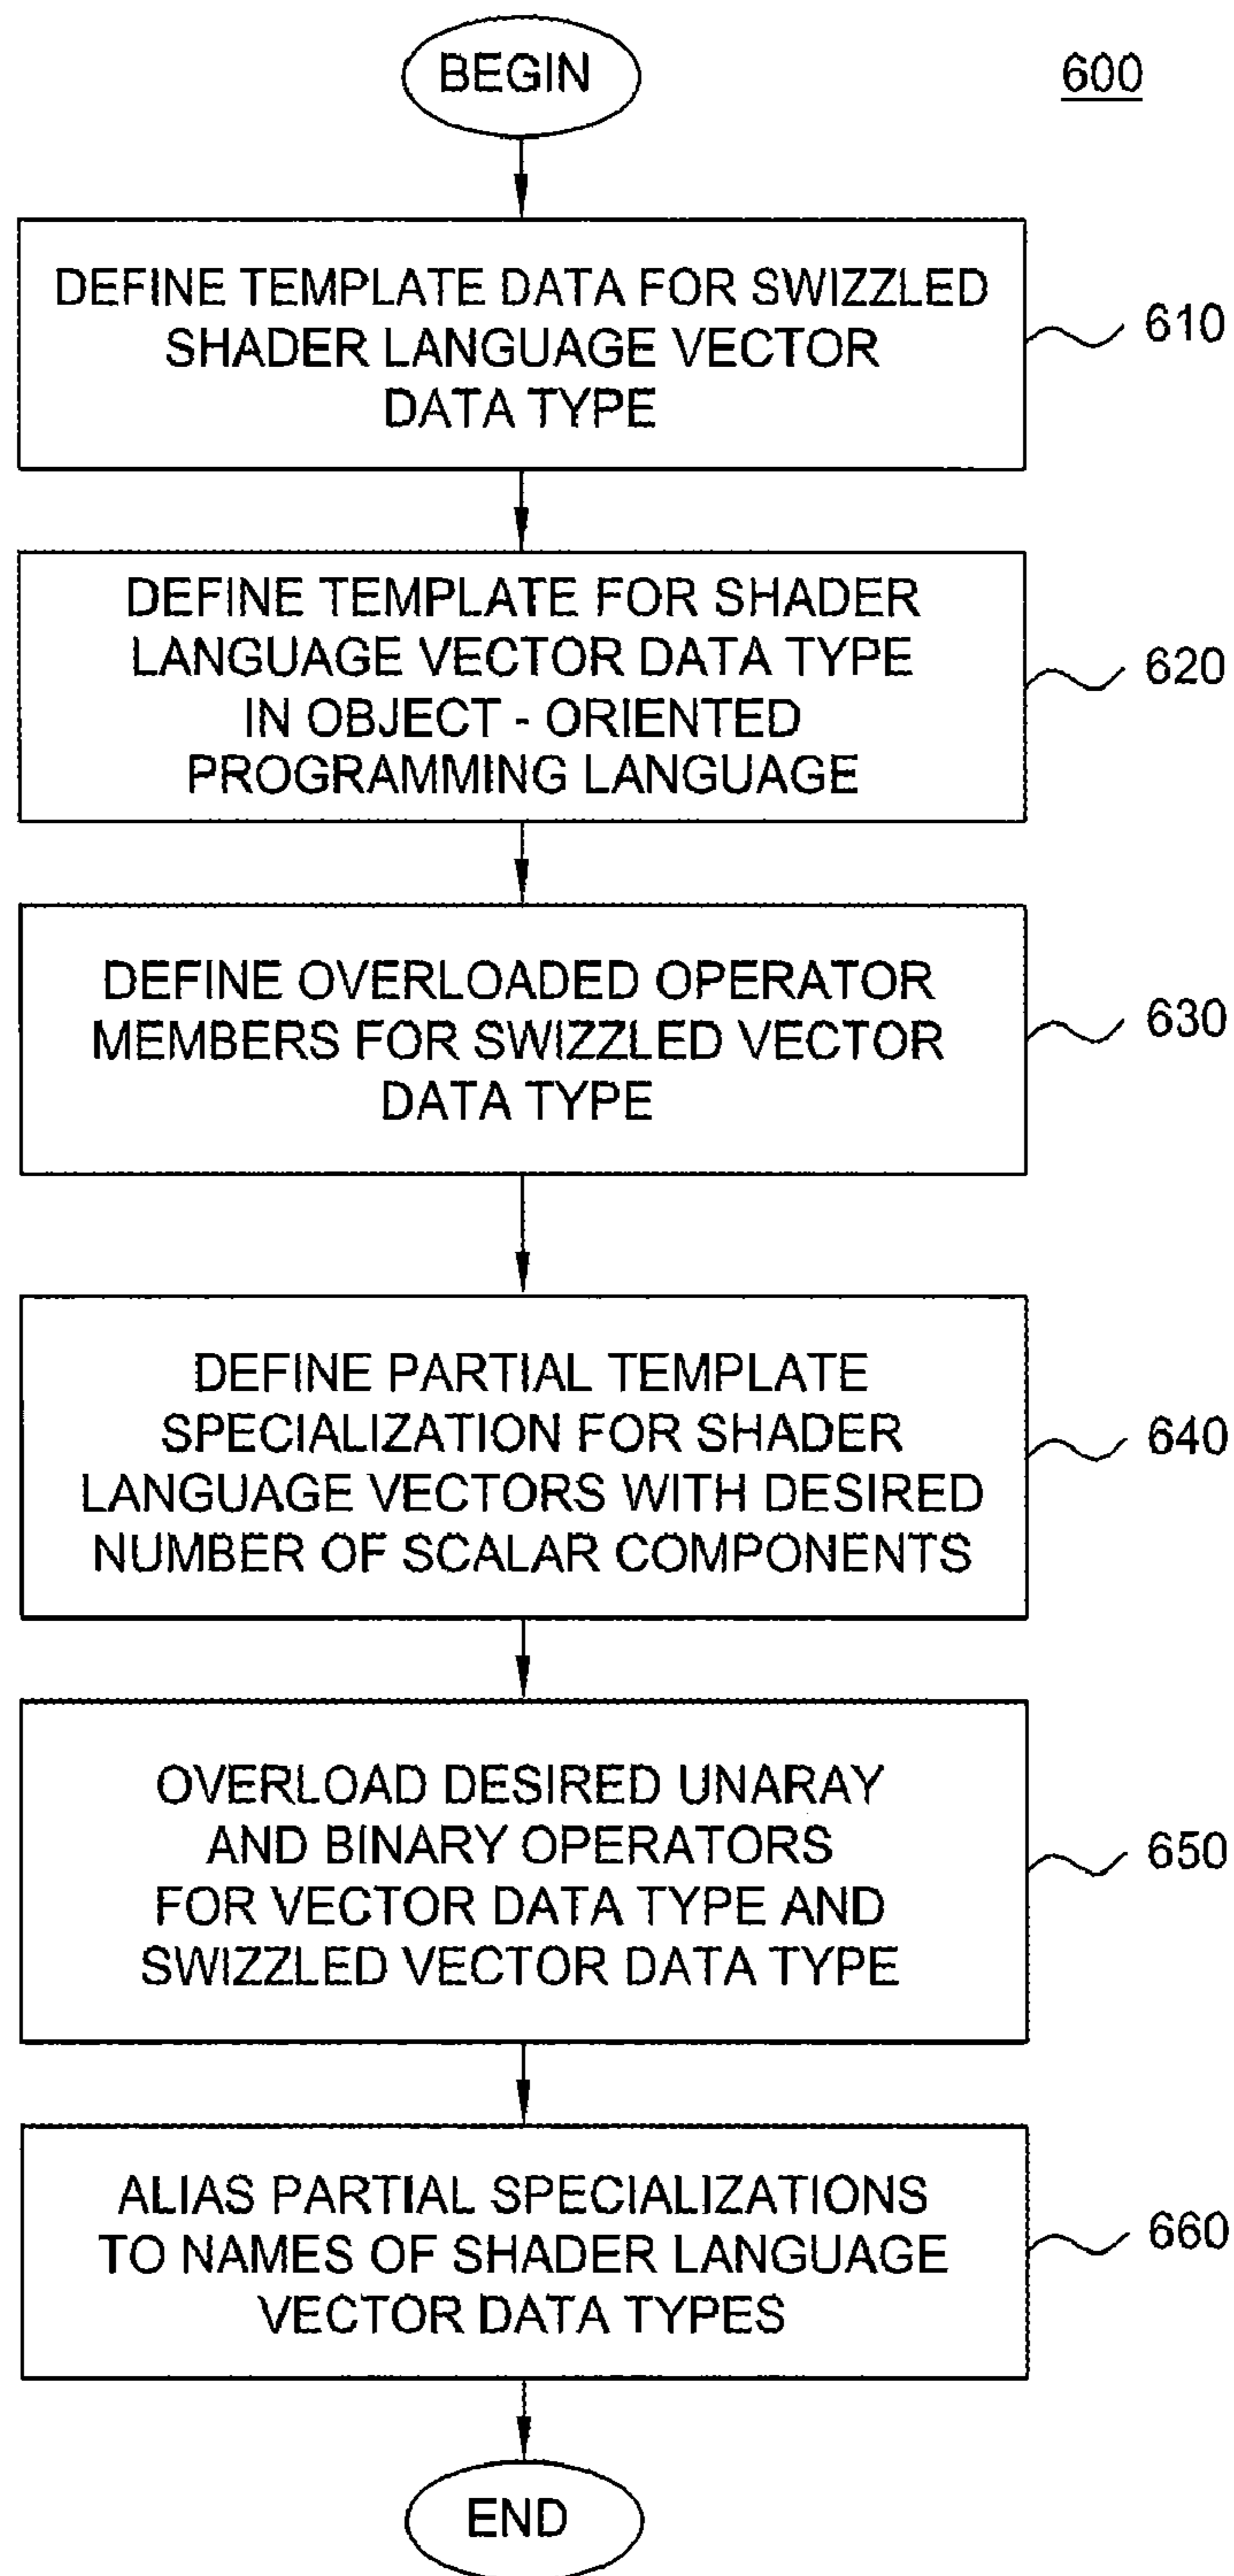 BEGIN
600
DEFINE TEMPLATE DATA FOR SWIZZLED
SHADER LANGUAGE VECTOR
DATA TYPE
610
DEFINE TEMPLATE FOR SHADER
LANGUAGE VECTOR DATA TYPE
IN OBJECT - ORIENTED
PROGRAMMING LANGUAGE
620
DEFINE OVERLOADED OPERATOR
MEMBERS FOR SWIZZLED VECTOR
DATA TYPE
630
DEFINE PARTIAL TEMPLATE
SPECIALIZATION FOR SHADER
LANGUAGE VECTORS WITH DESIRED
NUMBER OF SCALAR COMPONENTS
640
OVERLOAD DESIRED UNARAY
AND BINARY OPERATORS
FOR VECTOR DATA TYPE AND
SWIZZLED VECTOR DATA TYPE
650
ALIAS PARTIAL SPECIALIZATIONS
TO NAMES OF SHADER LANGUAGE
VECTOR DATA TYPES
660
END